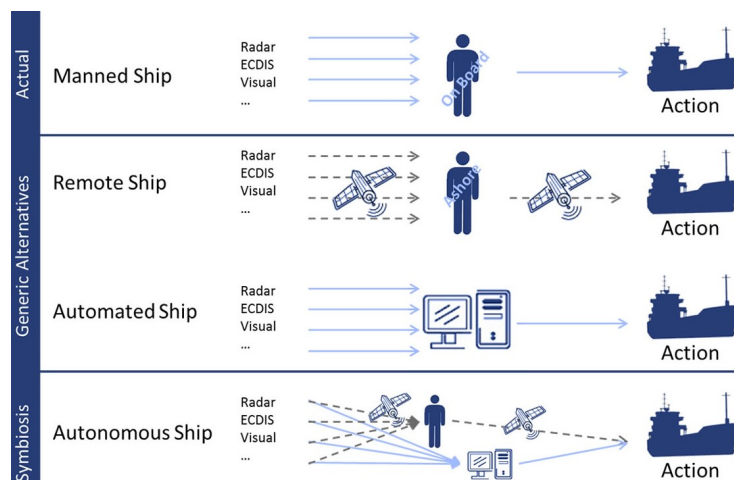 Actual
Manned Ship
Radar
ECDIS
Visual
...
On Board
Action
Generic Alternatives
Remote Ship
Radar
ECDIS
Visual
...
Ashore
Action
Automated Ship
Radar
ECDIS
Visual
...
Action
Symbiosis
Autonomous Ship
Radar
ECDIS
Visual
...
Action